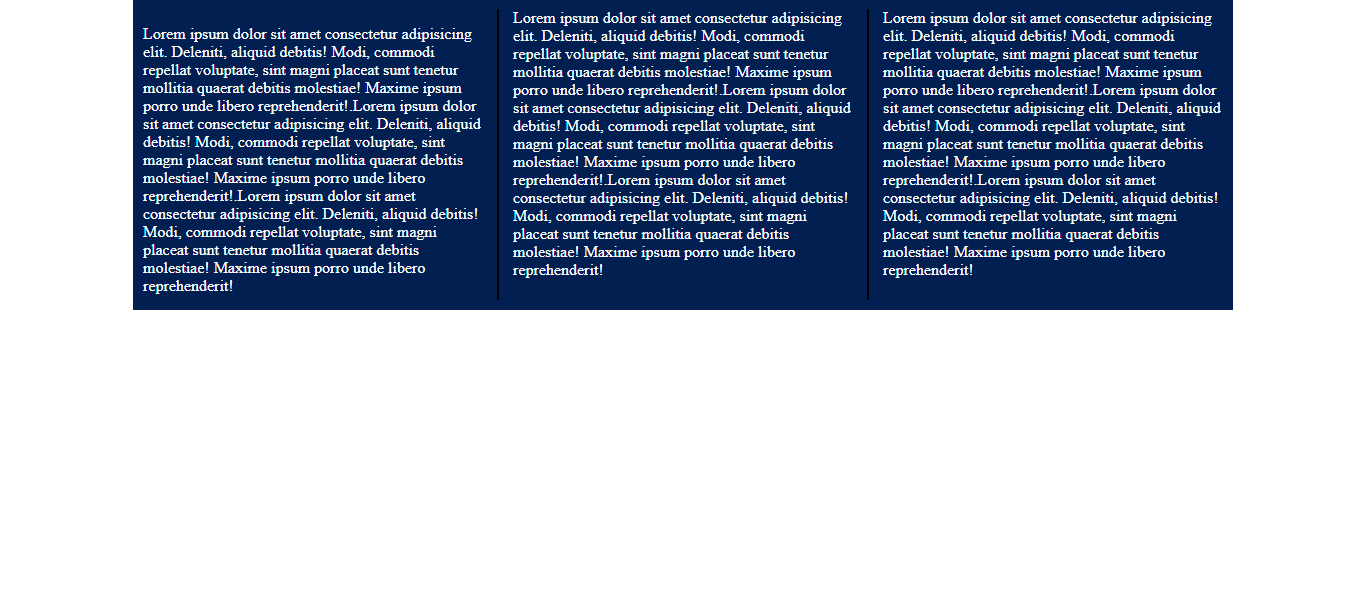 Lorem ipsum dolor sit amet consectetur adipisicing
elit. Deleniti, aliquid debitis! Modi, commodi
repellat voluptate, sint magni placeat sunt tenetur
mollitia quaerat debitis molestiae! Maxime ipsum
porro unde libero reprehenderit!.Lorem ipsum dolor
sit amet consectetur adipisicing elit. Deleniti, aliquid
debitis! Modi, commodi repellat voluptate, sint
magni placeat sunt tenetur mollitia quaerat debitis
molestiae! Maxime ipsum porro unde libero
reprehenderit!.Lorem ipsum dolor sit amet
consectetur adipisicing elit. Deleniti, aliquid debitis!
Modi, commodi repellat voluptate, sint magni
placeat sunt tenetur mollitia quaerat debitis
molestiae! Maxime ipsum porro unde libero
reprehenderit!
Lorem ipsum dolor sit amet consectetur adipisicing
elit. Deleniti, aliquid debitis! Modi, commodi
repellat voluptate, sint magni placeat sunt tenetur
mollitia quaerat debitis molestiae! Maxime ipsum
porro unde libero reprehenderit!.Lorem ipsum dolor
sit amet consectetur adipisicing elit. Deleniti, aliquid
debitis! Modi, commodi repellat voluptate, sint
magni placeat sunt tenetur mollitia quaerat debitis
molestiae! Maxime ipsum porro unde libero
reprehenderit!.Lorem ipsum dolor sit amet
consectetur adipisicing elit. Deleniti, aliquid debitis!
Modi, commodi repellat voluptate, sint magni
placeat sunt tenetur mollitia quaerat debitis
molestiae! Maxime ipsum porro unde libero
reprehenderit!
Lorem ipsum dolor sit amet consectetur adipisicing
elit. Deleniti, aliquid debitis! Modi, commodi
repellat voluptate, sint magni placeat sunt tenetur
mollitia quaerat debitis molestiae! Maxime ipsum
porro unde libero reprehenderit!.Lorem ipsum dolor
sit amet consectetur adipisicing elit. Deleniti, aliquid
debitis! Modi, commodi repellat voluptate, sint
magni placeat sunt tenetur mollitia quaerat debitis
molestiae! Maxime ipsum porro unde libero
reprehenderit!.Lorem ipsum dolor sit amet
consectetur adipisicing elit. Deleniti, aliquid debitis!
Modi, commodi repellat voluptate, sint magni
placeat sunt tenetur mollitia quaerat debitis
molestiae! Maxime ipsum porro unde libero
reprehenderit!